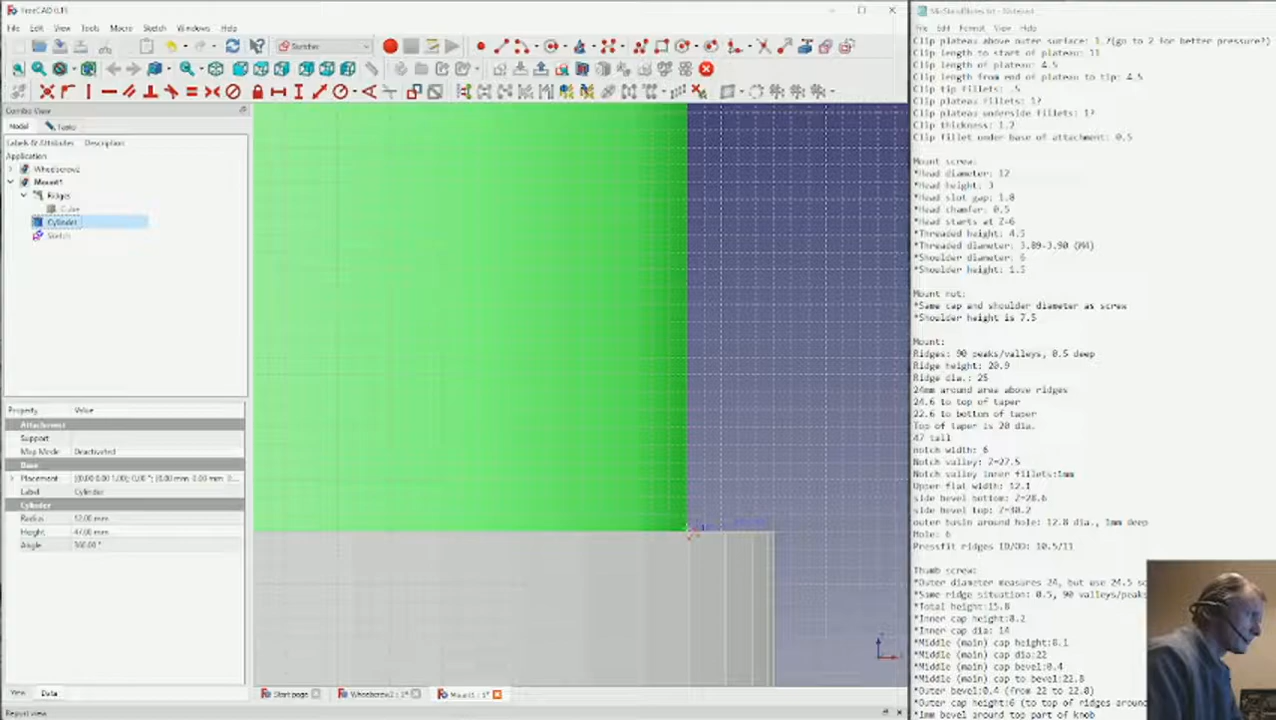 FreeCAD 0.19
File Edit View Tools Macro Sketch Windows Help
Sketcher
Combo View
Model Tasks
Labels & Attributes Description
Application
Wheelscrew2
Mount1
Ridges
Cube
Cylinder
Sketch
Property Value
Attachment
Support
Map Mode Deactivated
Base
Placement
Label Cylinder
Cylinder
Radius 12.00 mm
Height 47.00 mm
Angle 360.00 °
View Data
Start page
Mount1 : 1*
Report view
Clip plateau above outer surface: 1.7(go to 2 for better pressure?)
Clip length to start of plateau: 11
Clip length of plateau: 4.5
Clip length from end of plateau to tip: 4.5
Clip tip fillets: .5
Clip plateau fillets: 1?
Clip plateau underside fillets: 1?
Clip thickness: 1.2
Clip fillet under base of attachment: 0.5
Mount screw:
*Head diameter: 12
*Head height: 3
*Head slot gap: 1.8
*Head chamfer: 0.5
*Head starts at Z=6
*Threaded height: 4.5
*Threaded diameter: 3.89-3.90 (M4)
*Shoulder diameter: 6
*Shoulder height: 1.5
Mount nut:
*Same cap and shoulder diameter as screw
*Shoulder height is 7.5
Mount:
Ridges: 90 peaks/valleys, 0.5 deep
Ridge height: 20.9
Ridge dia.: 25
24mm around area above ridges
24.6 to top of taper
22.6 to bottom of taper
Top of taper is 20 dia.
47 tall
Notch width: 6
Notch valley: Z=27.5
Notch valley inner fillets:1mm
Upper flat width: 12.1
side bevel bottom: Z=28.6
side bevel top: Z=30.2
outer basin around hole: 12.8 dia., 1mm deep
Hole: 6
Pressfit ridges ID/OD: 10.5/11
Thumb screw:
*Outer diameter measures 24, but use 24.5
*Same ridge situation: 0.5, 90 valleys/peaks
*Total height:15.8
*Inner cap height:8.2
*Inner cap dia: 14
*Middle (main) cap height:8.1
*Middle (main) cap dia:22
*Middle (main) cap bevel:0.4
*Middle (main) cap to bevel:22.8
*Outer bevel:0.4 (from 22 to 22.8)
*Outer cap height:6 (to top of ridges around
*1mm bevel around top part of knob